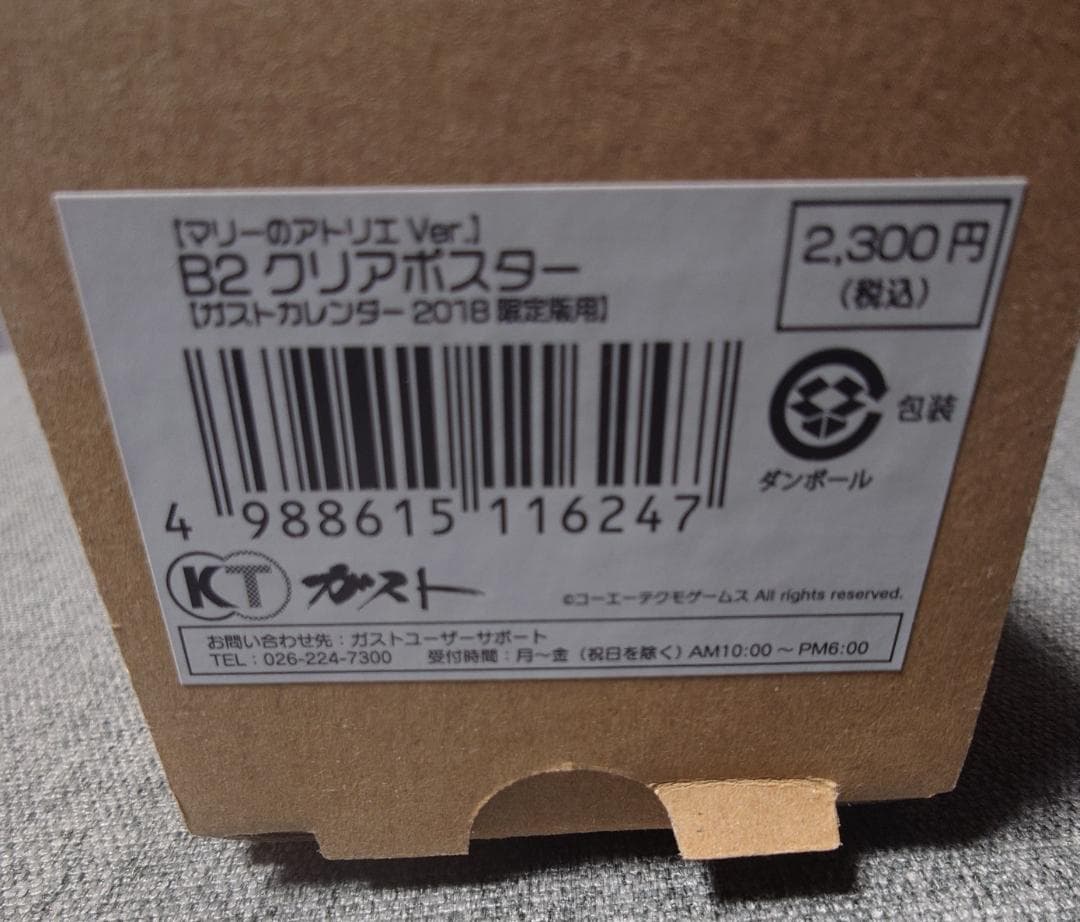 【マリーのアトリエ Ver.】
B2 クリアポスター
【ガストカレンダー 2018 限定版用】
2,300 円
(税込)
包装
ダンボール
4 988615 116247
KT ガスト
©コーエーテクモゲームス All rights reserved.
お問い合わせ先：ガストユーザーサポート
TEL：026-224-7300 受付時間：月～金（祝日を除く）AM10:00 ～ PM6:00